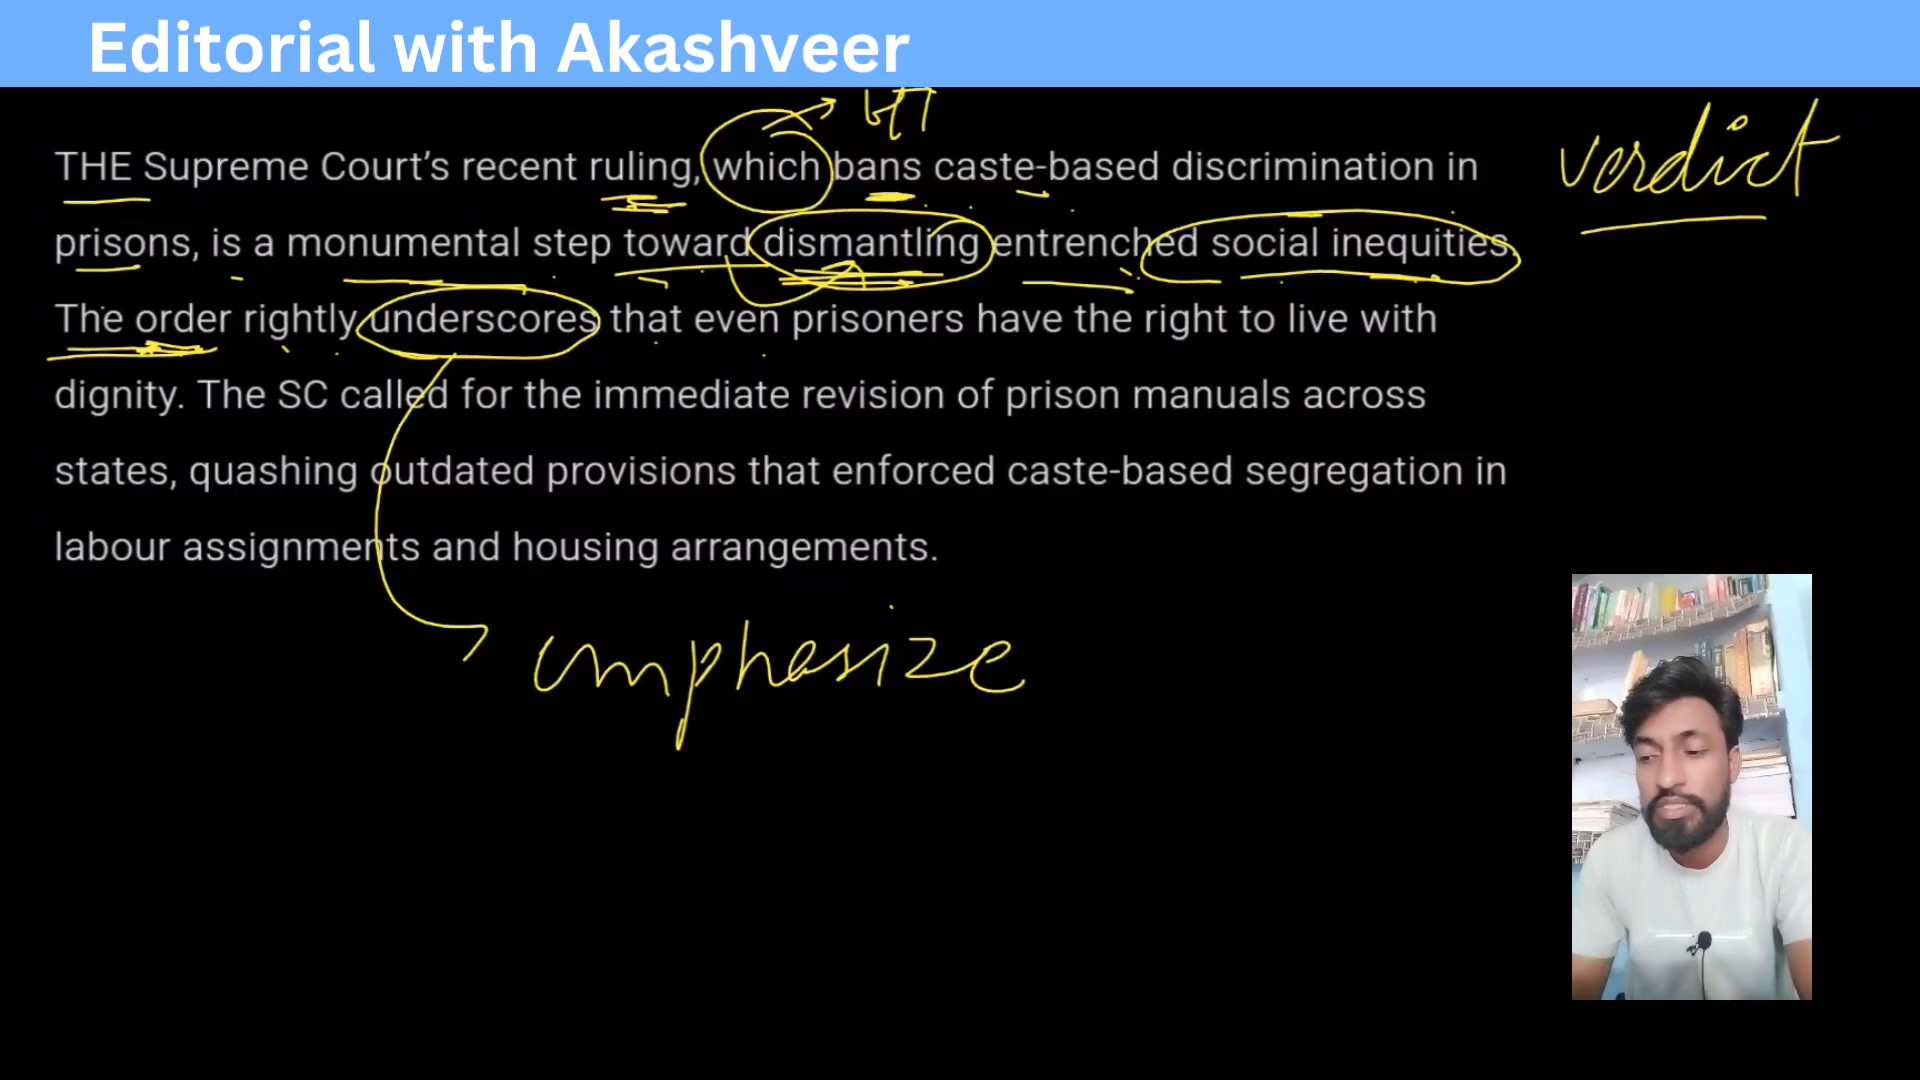 Editorial with Akashveer
THE Supreme Court’s recent ruling, which bans caste-based discrimination in
prisons, is a monumental step toward dismantling entrenched social inequities.
The order rightly underscores that even prisoners have the right to live with
dignity. The SC called for the immediate revision of prison manuals across
states, quashing outdated provisions that enforced caste-based segregation in
labour assignments and housing arrangements.
verdict
emphasize